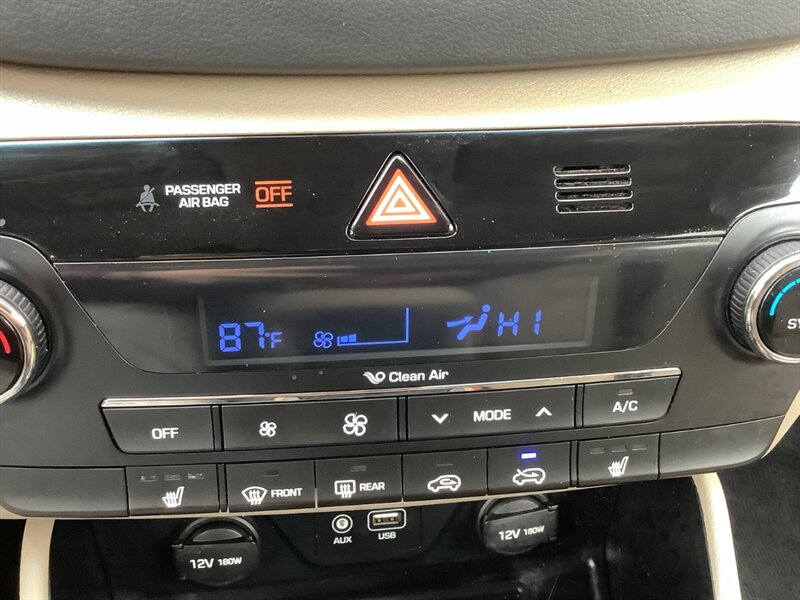 PASSENGER
AIR BAG
OFF
87°F
HI
Clean Air
OFF
MODE
A/C
FRONT
REAR
12V 180W
AUX
USB
12V 180W